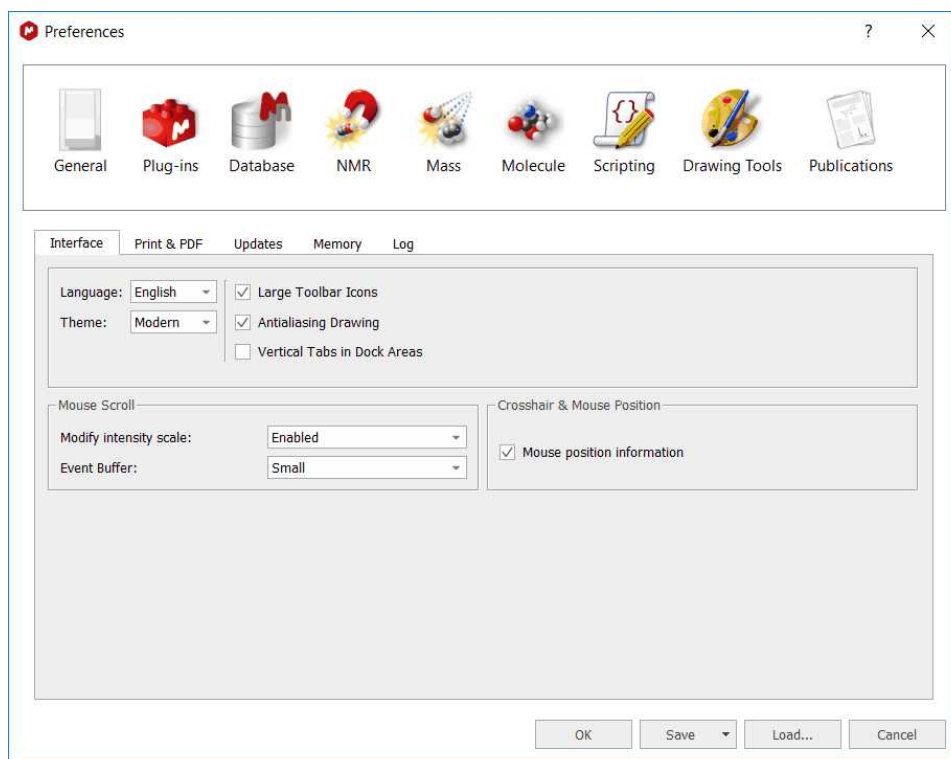 Preferences
?
General Plug-ins Database NMR Mass Molecule Scripting Drawing Tools Publications
Interface Print & PDF Updates Memory Log
Language: English Large Toolbar Icons
Theme: Modern Antialiasing Drawing
Vertical Tabs in Dock Areas
Mouse Scroll Crosshair & Mouse Position
Modify intensity scale: Enabled
Mouse position information
Event Buffer: Small
OK Save Load... Cancel